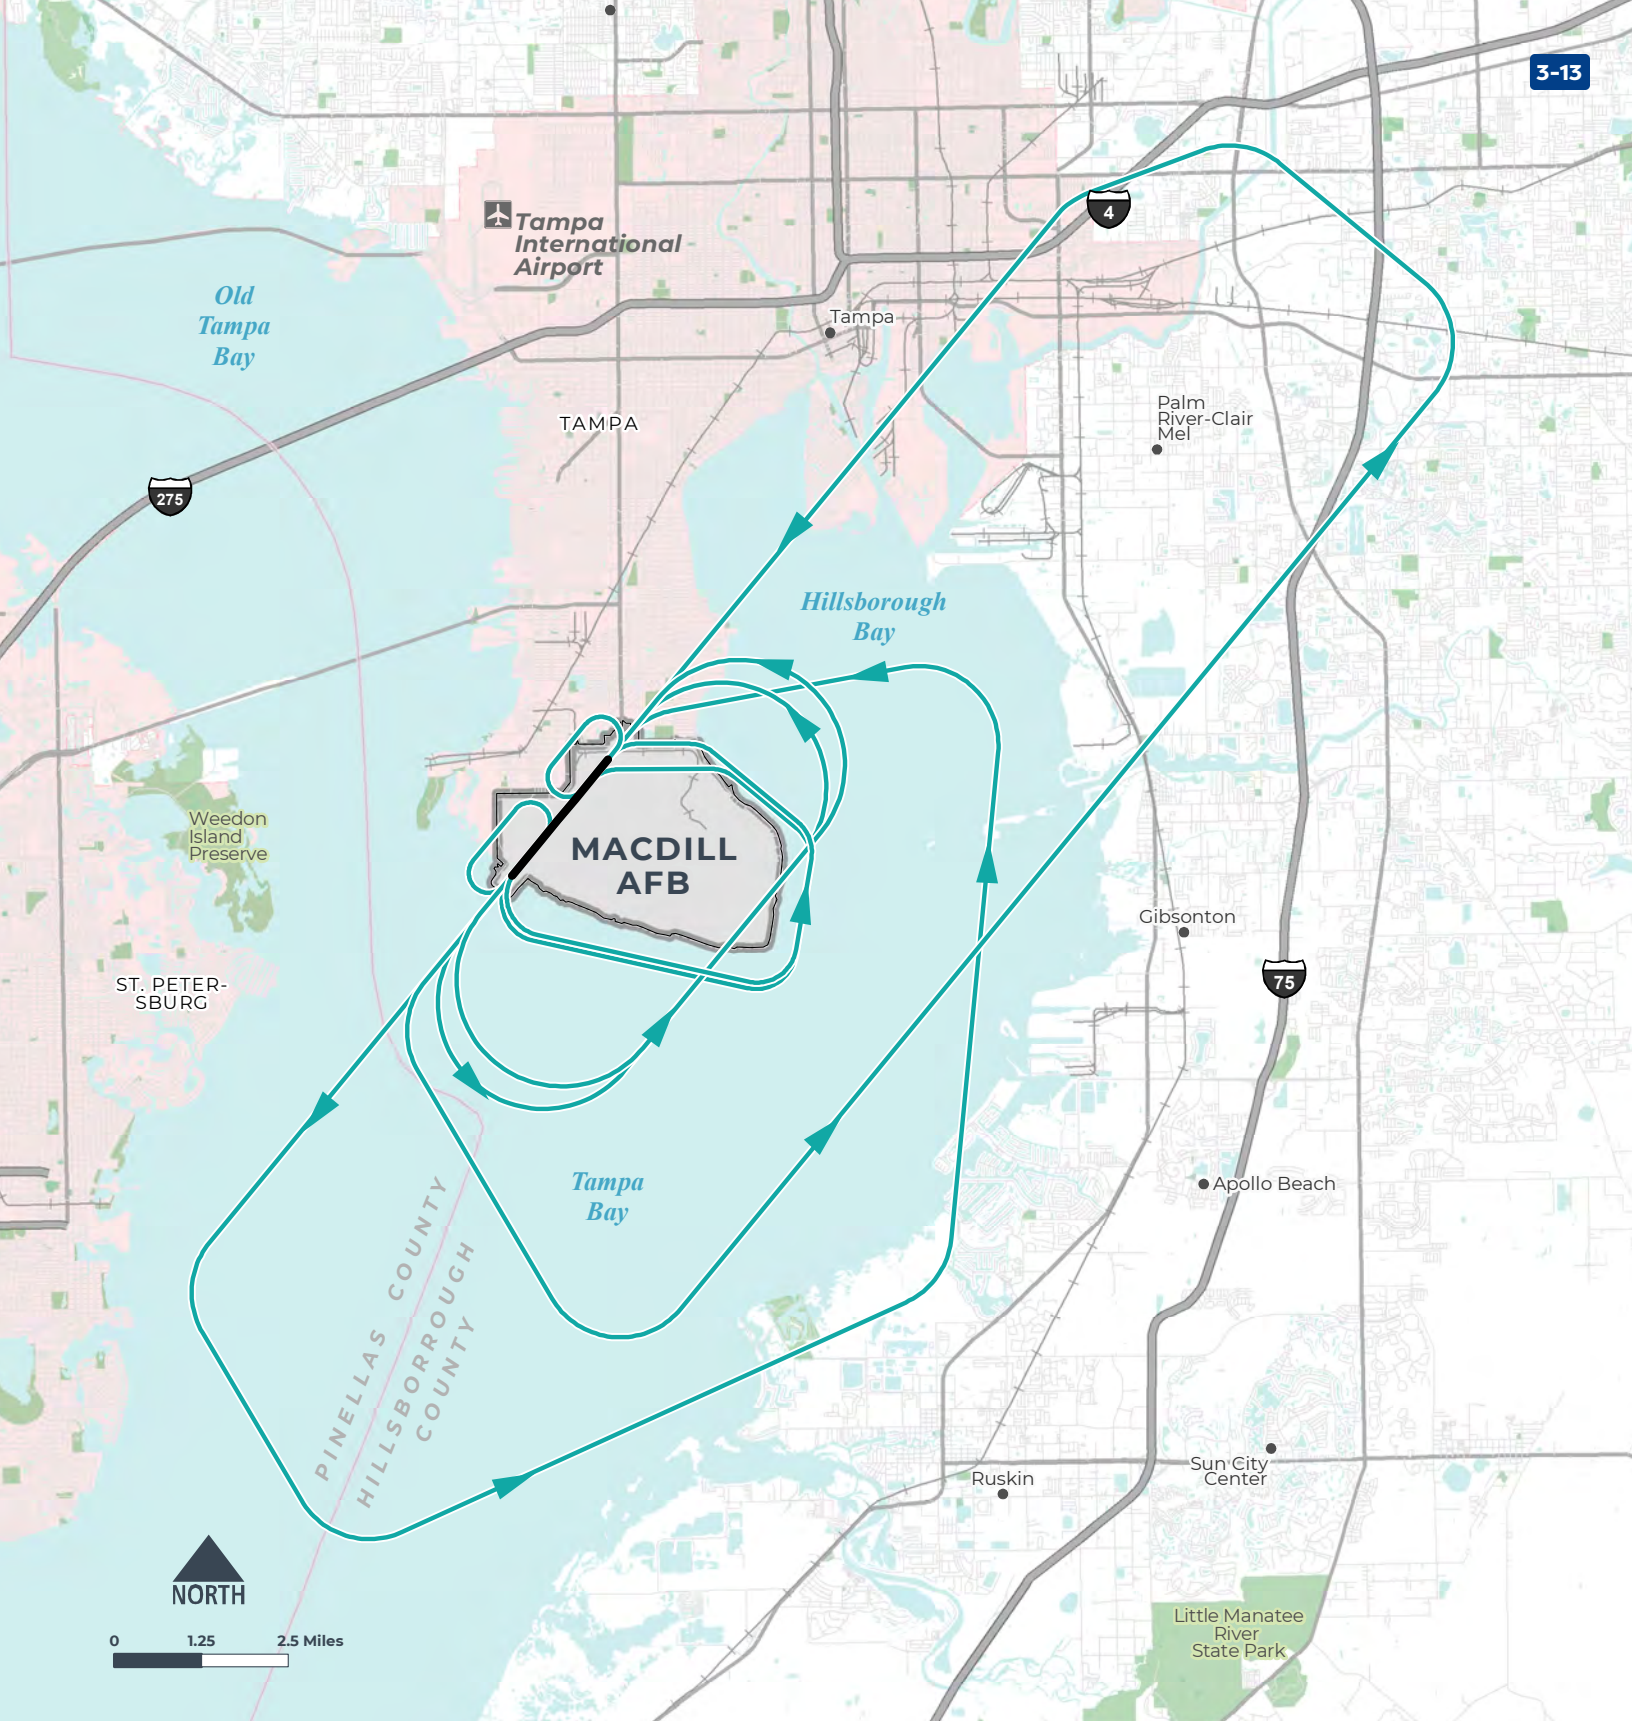 3-13
4
Tampa
International
Airport
Old
Tampa
Bay
Tampa
Palm
River-Clair
Mel
TAMPA
275
Hillsborough
Bay
Weedon
Island
Preserve
MACDILL
AFB
Gibsonton
ST. PETER-
SBURG
75
Tampa
Bay
Apollo Beach
PINELLAS COUNTY
HILLSBORROUGH
COUNTY
Sun City
Center
Ruskin
NORTH
Little Manatee
River
State Park
0 1.25 2.5 Miles